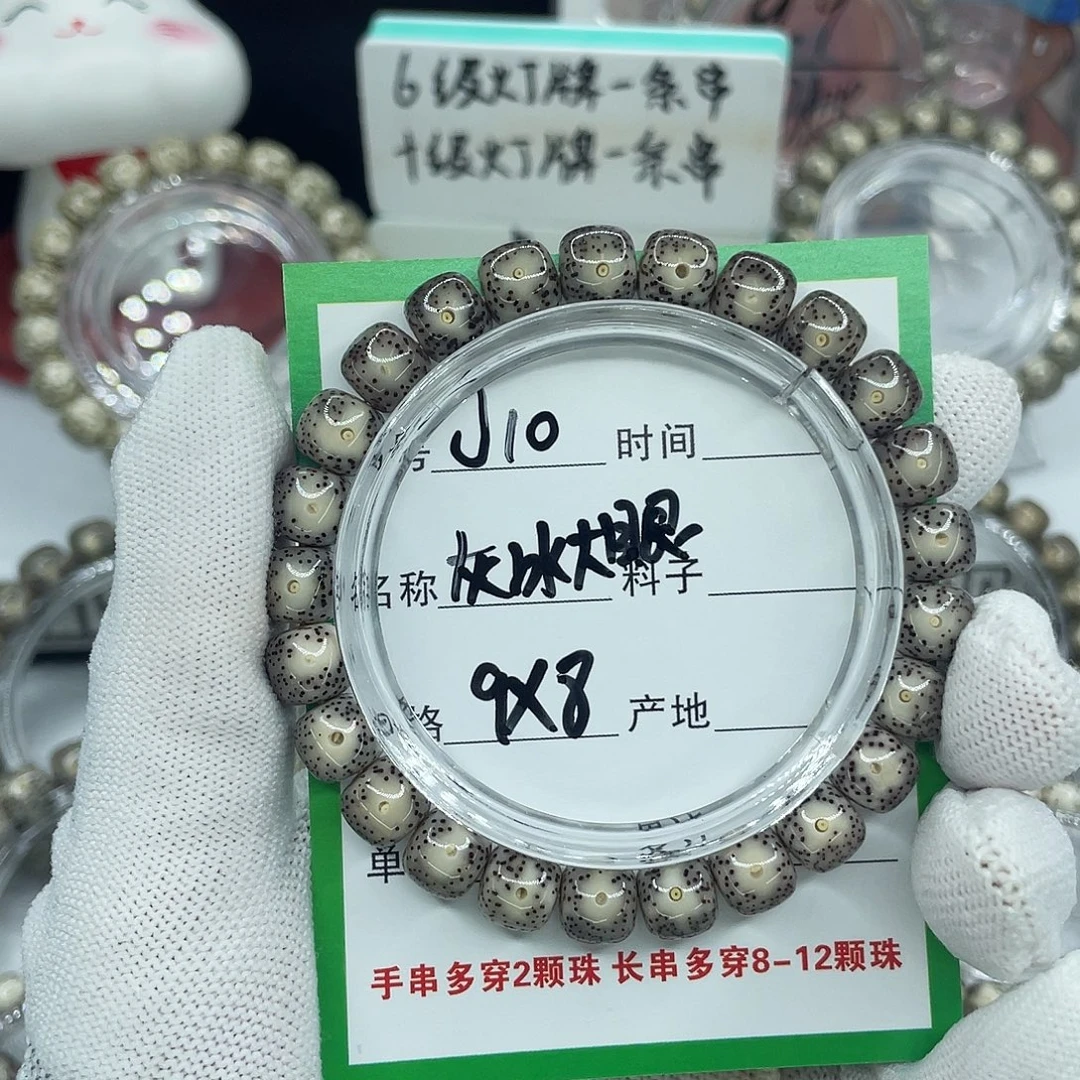 6级灯牌一条串
十级灯牌一条串
号 J10 时间
名称 灰冰大眼 料子
格 9X8 产地
单
手串多穿2颗珠 长串多穿8-12颗珠